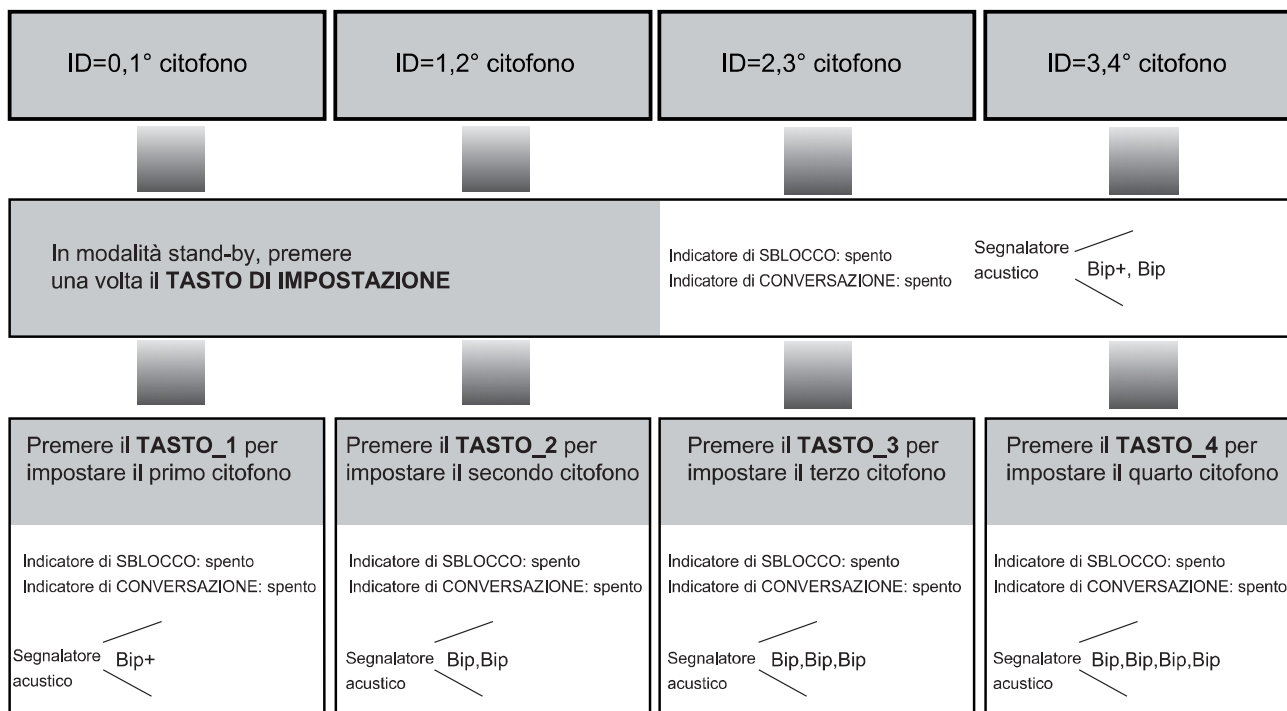 ID=0,1° citofono
ID=1,2° citofono
ID=2,3° citofono
ID=3,4° citofono
In modalità stand-by, premere
una volta il TASTO DI IMPOSTAZIONE
Indicatore di SBLOCCO: spento
Indicatore di CONVERSAZIONE: spento
Segnalatore
acustico
Bip+, Bip
Premere il TASTO_1 per
impostare il primo citofono
Indicatore di SBLOCCO: spento
Indicatore di CONVERSAZIONE: spento
Segnalatore
acustico
Bip+
Premere il TASTO_2 per
impostare il secondo citofono
Indicatore di SBLOCCO: spento
Indicatore di CONVERSAZIONE: spento
Segnalatore
acustico
Bip,Bip
Premere il TASTO_3 per
impostare il terzo citofono
Indicatore di SBLOCCO: spento
Indicatore di CONVERSAZIONE: spento
Segnalatore
acustico
Bip,Bip,Bip
Premere il TASTO_4 per
impostare il quarto citofono
Indicatore di SBLOCCO: spento
Indicatore di CONVERSAZIONE: spento
Segnalatore
acustico
Bip,Bip,Bip,Bip